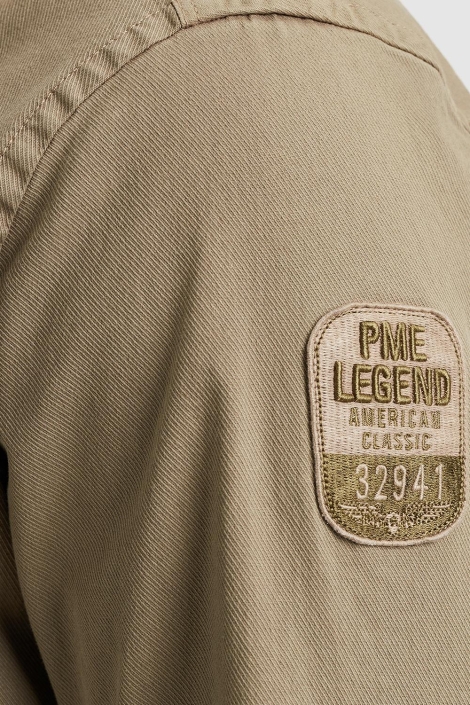 PME
LEGEND
AMERICAN
CLASSIC
32941